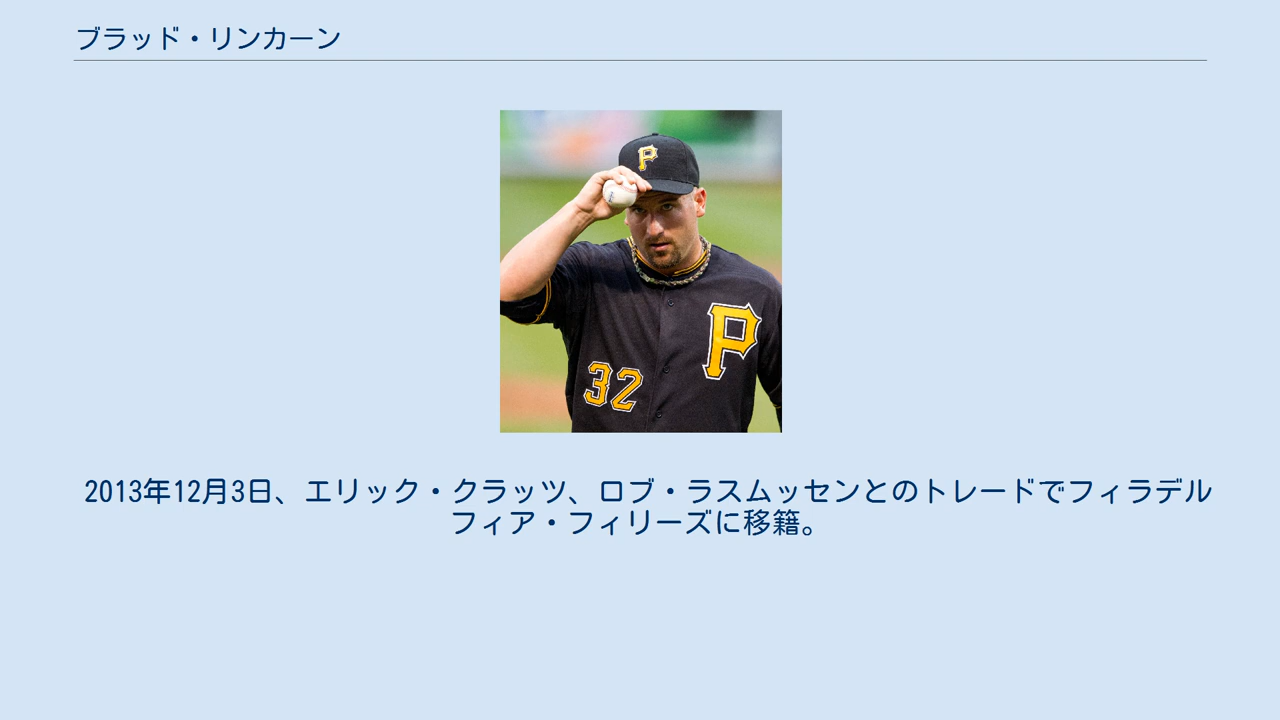 ブラッド・リンカーン
P
P
32
2013年12月3日、エリック・クラッツ、ロブ・ラスムッセンとのトレードでフィラデル
フィア・フィリーズに移籍。